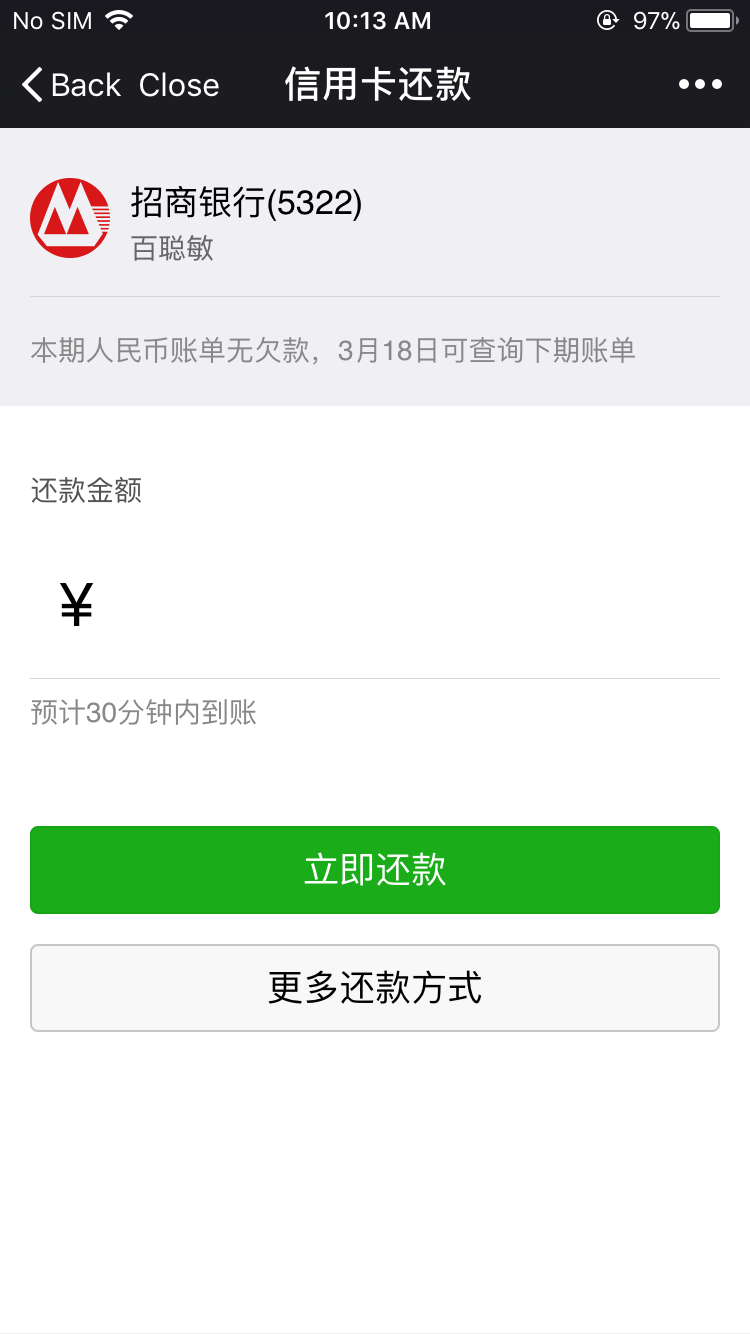 No SIM 10:13 AM 97%
Back Close 信用卡还款
招商银行(5322)
百聪敏
本期人民币账单无欠款，3月18日可查询下期账单
还款金额
¥
预计30分钟内到账
立即还款
更多还款方式